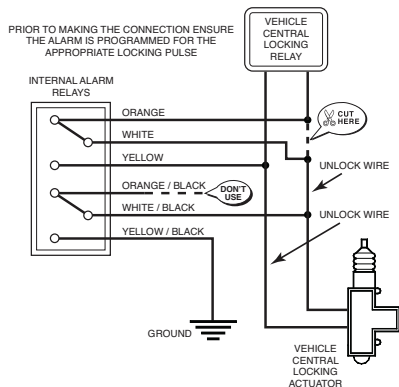 PRIOR TO MAKING THE CONNECTION ENSURE
THE ALARM IS PROGRAMMED FOR THE
APPROPRIATE LOCKING PULSE
VEHICLE
CENTRAL
LOCKING
RELAY
INTERNAL ALARM
RELAYS
ORANGE
CUT
HERE
WHITE
YELLOW
UNLOCK WIRE
ORANGE / BLACK
DON'T
USE
WHITE / BLACK
UNLOCK WIRE
YELLOW / BLACK
GROUND
VEHICLE
CENTRAL
LOCKING
ACTUATOR